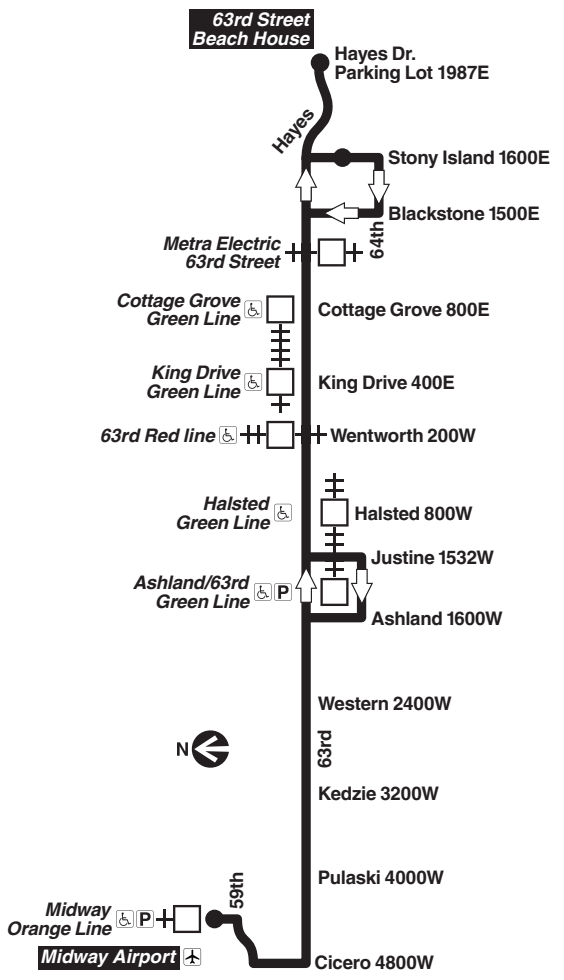 63rd Street
Beach House
Hayes Dr.
Parking Lot 1987E
Hayes
Stony Island 1600E
Blackstone 1500E
64th
Metra Electric
63rd Street
Cottage Grove
Green Line
Cottage Grove 800E
King Drive
Green Line
King Drive 400E
63rd Red line
Wentworth 200W
Halsted
Green Line
Halsted 800W
Justine 1532W
Ashland/63rd
Green Line
P
Ashland 1600W
Western 2400W
N
63rd
Kedzie 3200W
Pulaski 4000W
59th
Midway
Orange Line
P
Midway Airport
Cicero 4800W